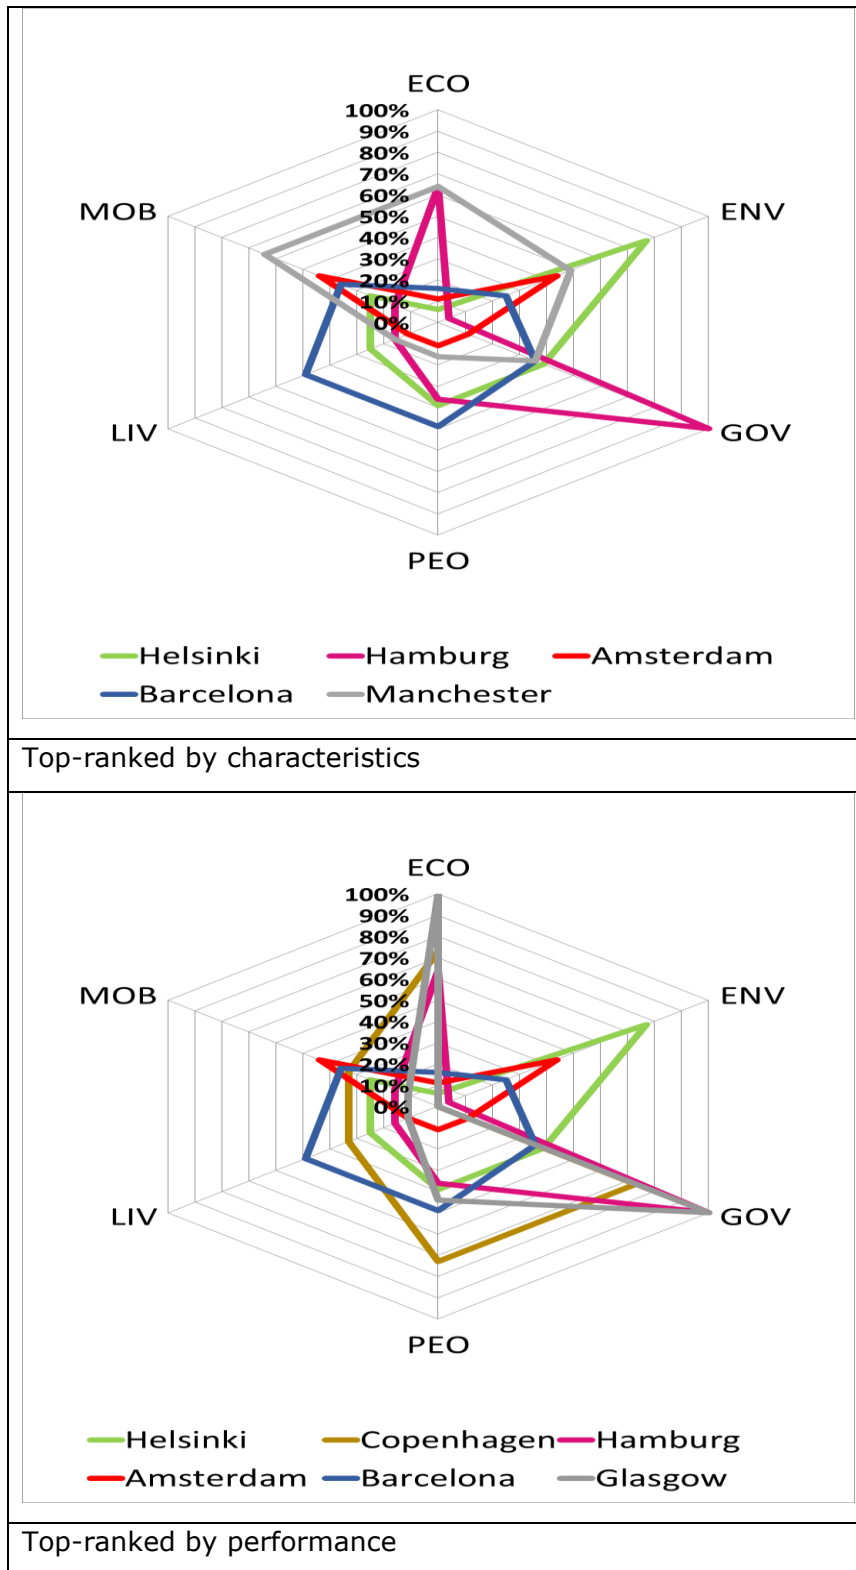 ECO
100%
90%
80%
70%
60%
50%
40%
30%
20%
10%
0%
MOB
ENV
LIV
GOV
PEO
Helsinki Hamburg Amsterdam
Barcelona Manchester
Top-ranked by characteristics
ECO
100%
90%
80%
70%
60%
50%
40%
30%
20%
10%
0%
MOB
ENV
LIV
GOV
PEO
Helsinki Copenhagen Hamburg
Amsterdam Barcelona Glasgow
Top-ranked by performance